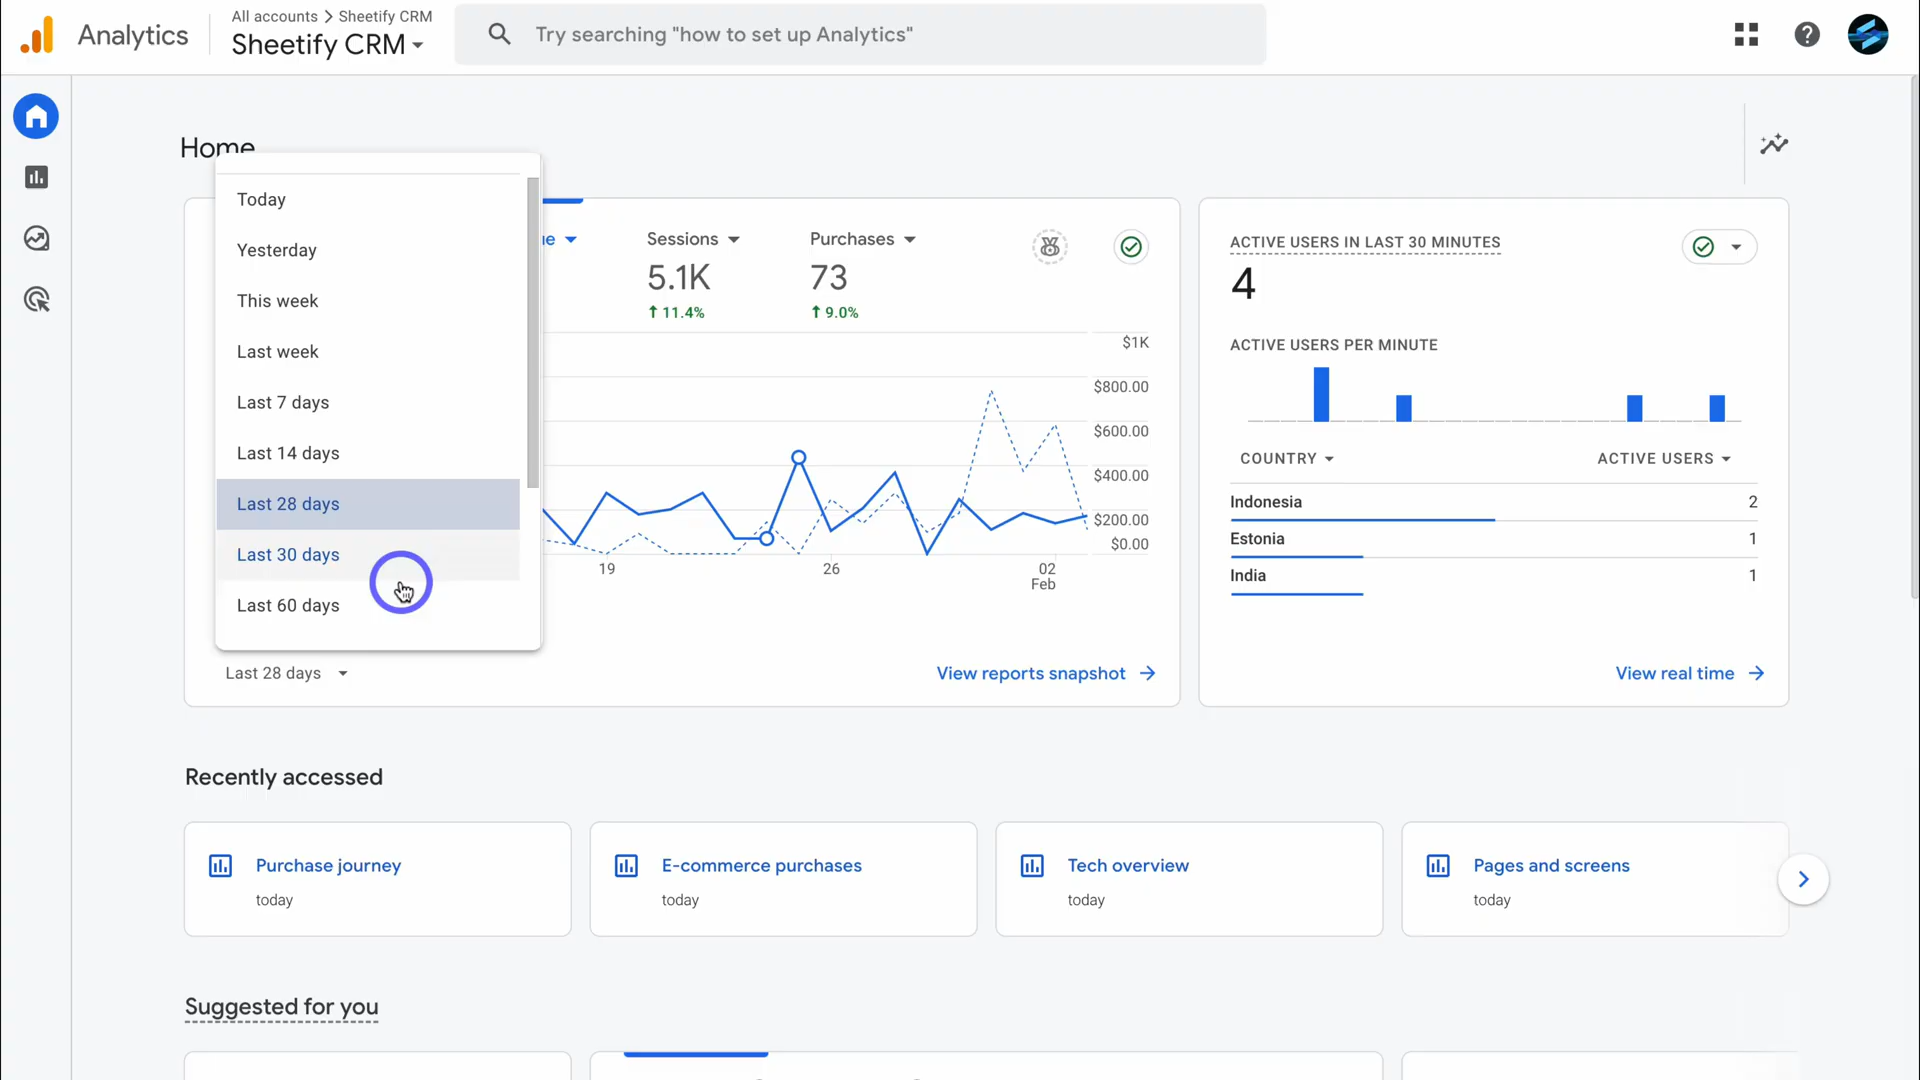 Analytics
All accounts > Sheetify CRM
Sheetify CRM
Try searching "how to set up Analytics"
Home
Today
Yesterday
This week
Last week
Last 7 days
Last 14 days
Last 28 days
Last 30 days
Last 60 days
Last 28 days
ue
Sessions
5.1K
11.4%
Purchases
73
9.0%
$1K
$800.00
$600.00
$400.00
$200.00
$0.00
19
26
02
Feb
View reports snapshot
ACTIVE USERS IN LAST 30 MINUTES
4
ACTIVE USERS PER MINUTE
COUNTRY ACTIVE USERS
Indonesia 2
Estonia 1
India 1
View real time
Recently accessed
Purchase journey
today
E-commerce purchases
today
Tech overview
today
Pages and screens
today
Suggested for you